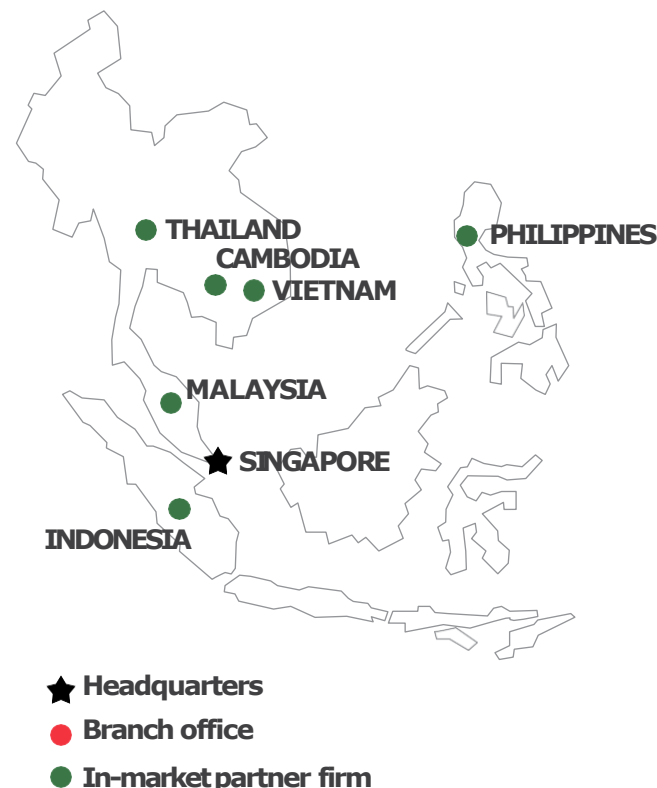 THAILAND
PHILIPPINES
CAMBODIA
VIETNAM
MALAYSIA
SINGAPORE
INDONESIA
Headquarters
Branch office
In-market partner firm